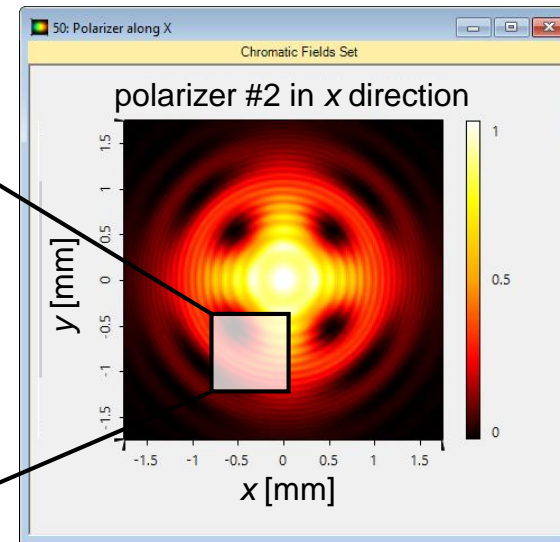 50: Polarizer along X
Chromatic Fields Set
polarizer #2 in x direction
1.5
1
0.5
0
-0.5
-1
-1.5
y [mm]
1
0.5
0
-1.5 -1 -0.5 0 0.5 1 1.5
x [mm]